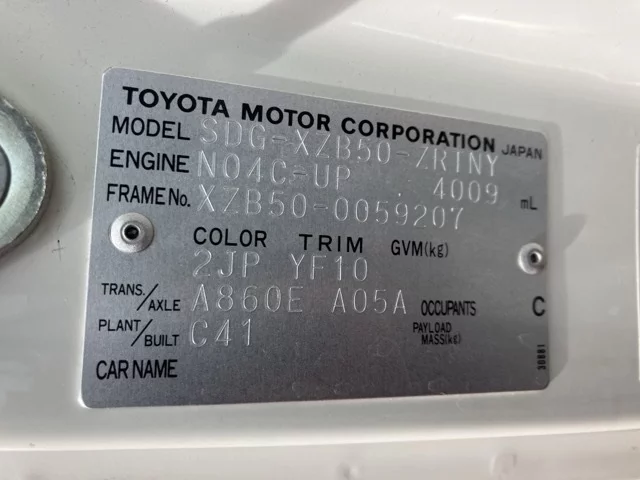 TOYOTA MOTOR CORPORATION JAPAN
MODEL SDG-XZB50-ZRTNY
ENGINE N04C-UP 4009 mL
FRAME No. XZB50-0059207
COLOR TRIM GVM(kg)
2JP YF10
TRANS./AXLE A860E A05A OCCUPANTS C
PLANT/BUILT C41 PAYLOAD MASS(kg)
CAR NAME
36881